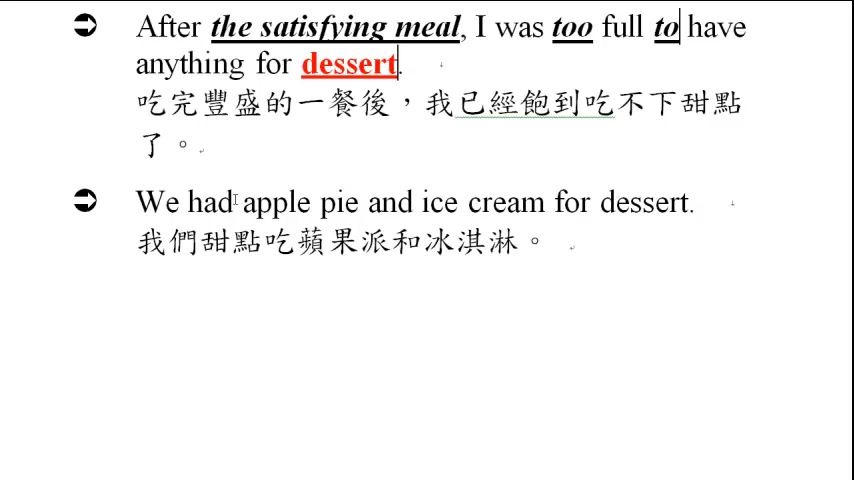 After the satisfying meal, I was too full to have
anything for dessert.
吃完豐盛的一餐後，我已經飽到吃不下甜點
了。
We had apple pie and ice cream for dessert.
我們甜點吃蘋果派和冰淇淋。